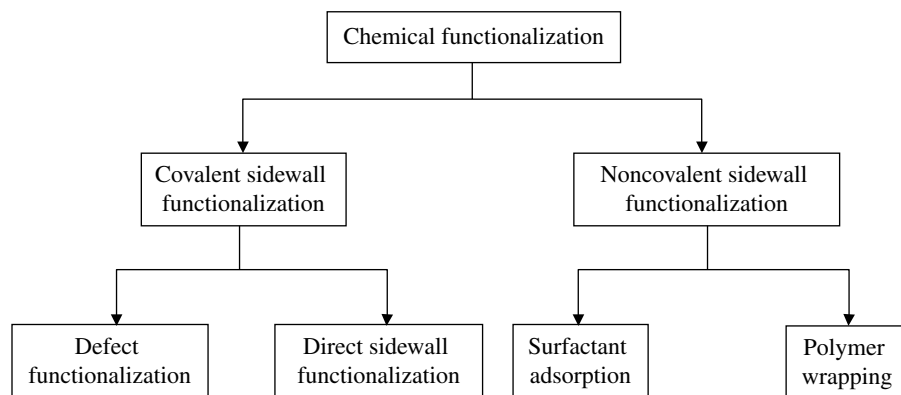 Chemical functionalization
Covalent sidewall
functionalization
Noncovalent sidewall
functionalization
Defect
functionalization
Direct sidewall
functionalization
Surfactant
adsorption
Polymer
wrapping